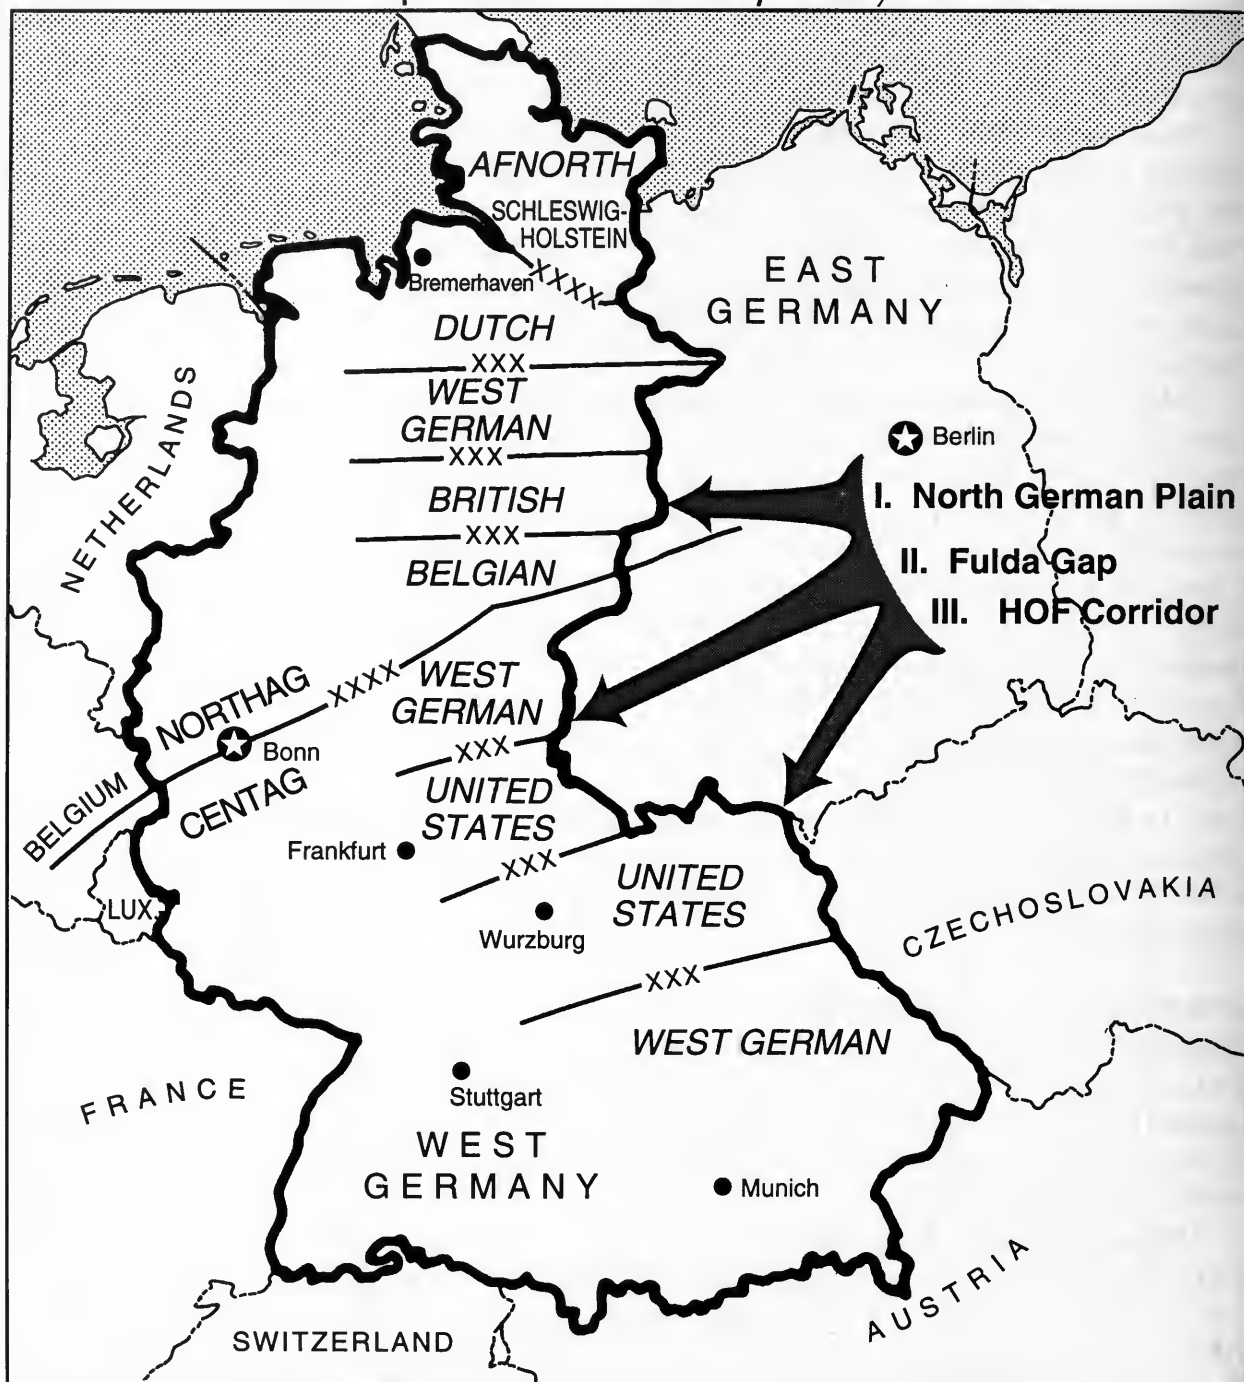 AFNORTH
SCHLESWIG-
HOLSTEIN
Bremerhaven
XXXX
EAST
GERMANY
DUTCH
XXX
WEST
GERMAN
XXX
BRITISH
XXX
BELGIAN
NETHERLANDS
Berlin
I. North German Plain
II. Fulda Gap
III. HOF Corridor
NORTHAG
XXXX
WEST
GERMAN
XXX
Bonn
BELGIUM
CENTAG
UNITED
STATES
Frankfurt
XXX
LUX.
UNITED
STATES
Wurzburg
CZECHOSLOVAKIA
XXX
WEST GERMAN
FRANCE
Stuttgart
WEST
GERMANY
Munich
AUSTRIA
SWITZERLAND